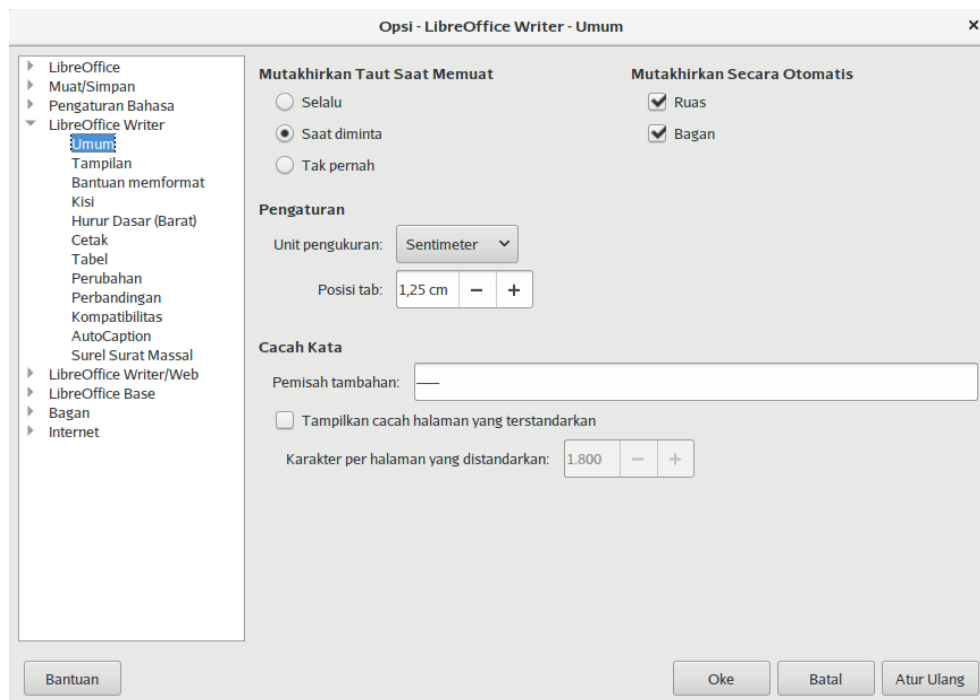 Opsi - LibreOffice Writer - Umum
LibreOffice
Muat/Simpan
Pengaturan Bahasa
LibreOffice Writer
Umum
Tampilan
Bantuan memformat
Kisi
Hurur Dasar (Barat)
Cetak
Tabel
Perubahan
Perbandingan
Kompatibilitas
AutoCaption
Surel Surat Massal
LibreOffice Writer/Web
LibreOffice Base
Bagan
Internet
Mutakhirkan Taut Saat Memuat
Selalu
Saat diminta
Tak pernah
Mutakhirkan Secara Otomatis
Ruas
Bagan
Pengaturan
Unit pengukuran: Sentimeter
Posisi tab: 1,25 cm
Cacah Kata
Pemisah tambahan: —–
Tampilkan cacah halaman yang terstandarkan
Karakter per halaman yang distandarkan: 1.800
Bantuan
Oke
Batal
Atur Ulang